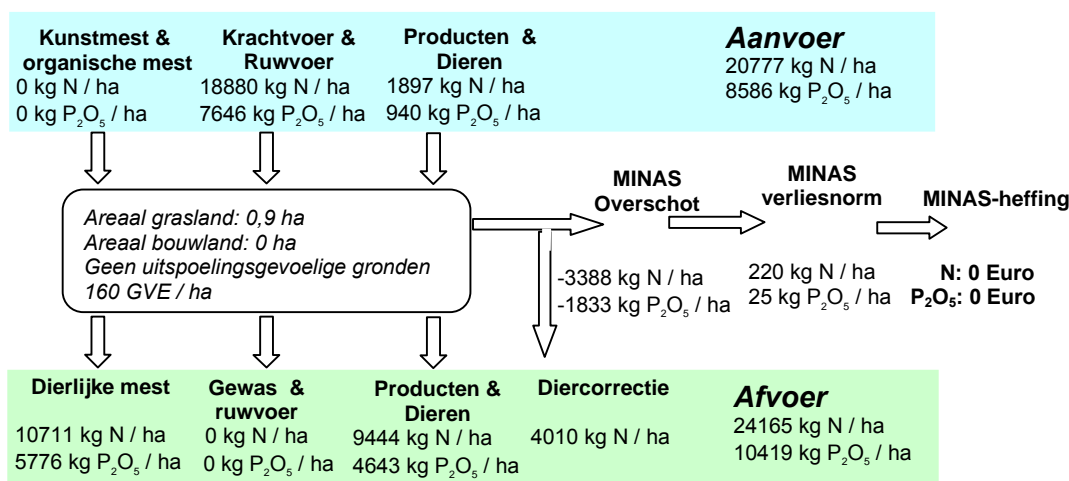 Kunstmest &
organische mest
0 kg N / ha
0 kg P₂O₅ / ha
Krachtvoer &
Ruwvoer
18880 kg N / ha
7646 kg P₂O₅ / ha
Producten &
Dieren
1897 kg N / ha
940 kg P₂O₅ / ha
Aanvoer
20777 kg N / ha
8586 kg P₂O₅ / ha
Areaal grasland: 0,9 ha
Areaal bouwland: 0 ha
Geen uitspoelingsgevoelige gronden
160 GVE / ha
MINAS
Overschot
-3388 kg N / ha
-1833 kg P₂O₅ / ha
MINAS
verliesnorm
220 kg N / ha
25 kg P₂O₅ / ha
MINAS-heffing
N: 0 Euro
P₂O₅: 0 Euro
Dierlijke mest
10711 kg N / ha
5776 kg P₂O₅ / ha
Gewas &
ruwvoer
0 kg N / ha
0 kg P₂O₅ / ha
Producten &
Dieren
9444 kg N / ha
4643 kg P₂O₅ / ha
Diercorrectie
4010 kg N / ha
Afvoer
24165 kg N / ha
10419 kg P₂O₅ / ha